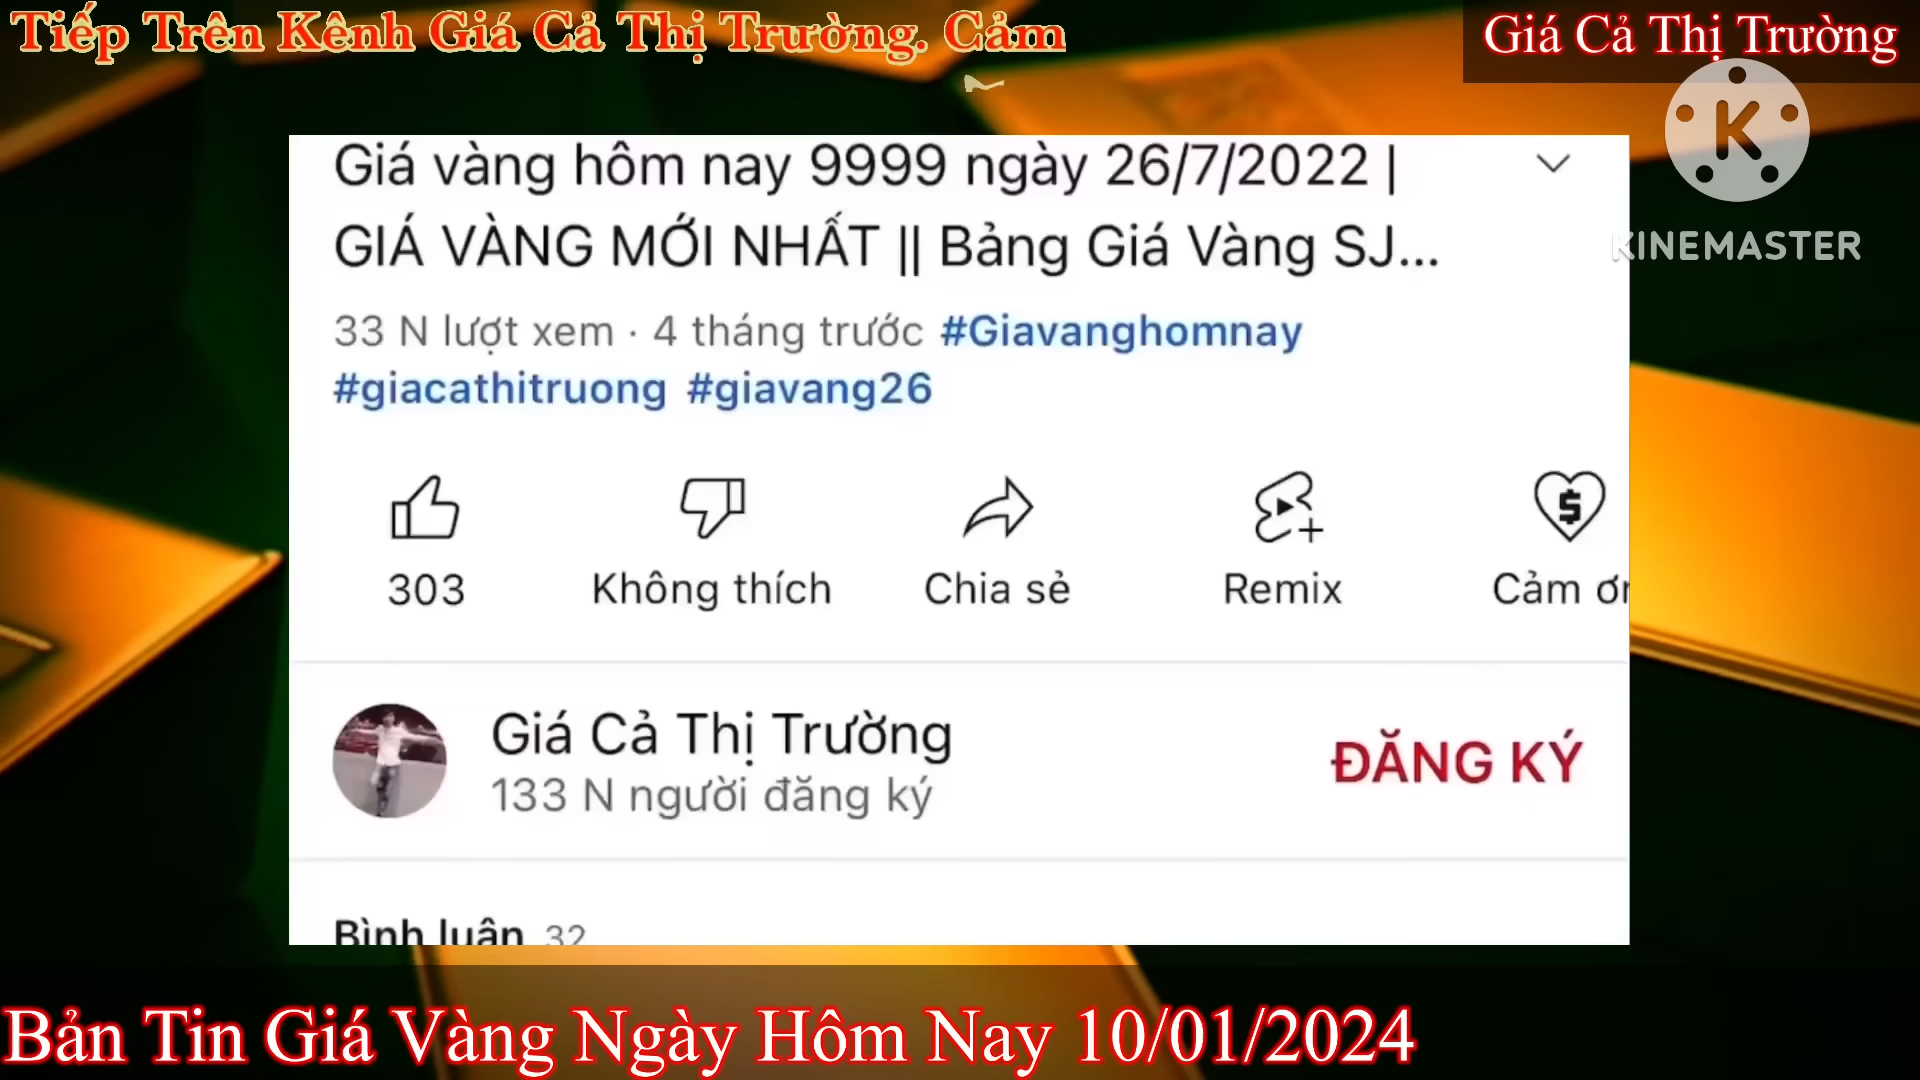 Tiếp Trên Kênh Giá Cả Thị Trường. Cảm
Giá Cả Thị Trường
KINEMASTER
Giá vàng hôm nay 9999 ngày 26/7/2022 |
GIÁ VÀNG MỚI NHẤT || Bảng Giá Vàng SJ...
33 N lượt xem · 4 tháng trước #Giavanghomnay
#giacathitruong #giavang26
303 Không thích Chia sẻ Remix Cảm ơn
Giá Cả Thị Trường
133 N người đăng ký
ĐĂNG KÝ
Bình luận 32
Bản Tin Giá Vàng Ngày Hôm Nay 10/01/2024